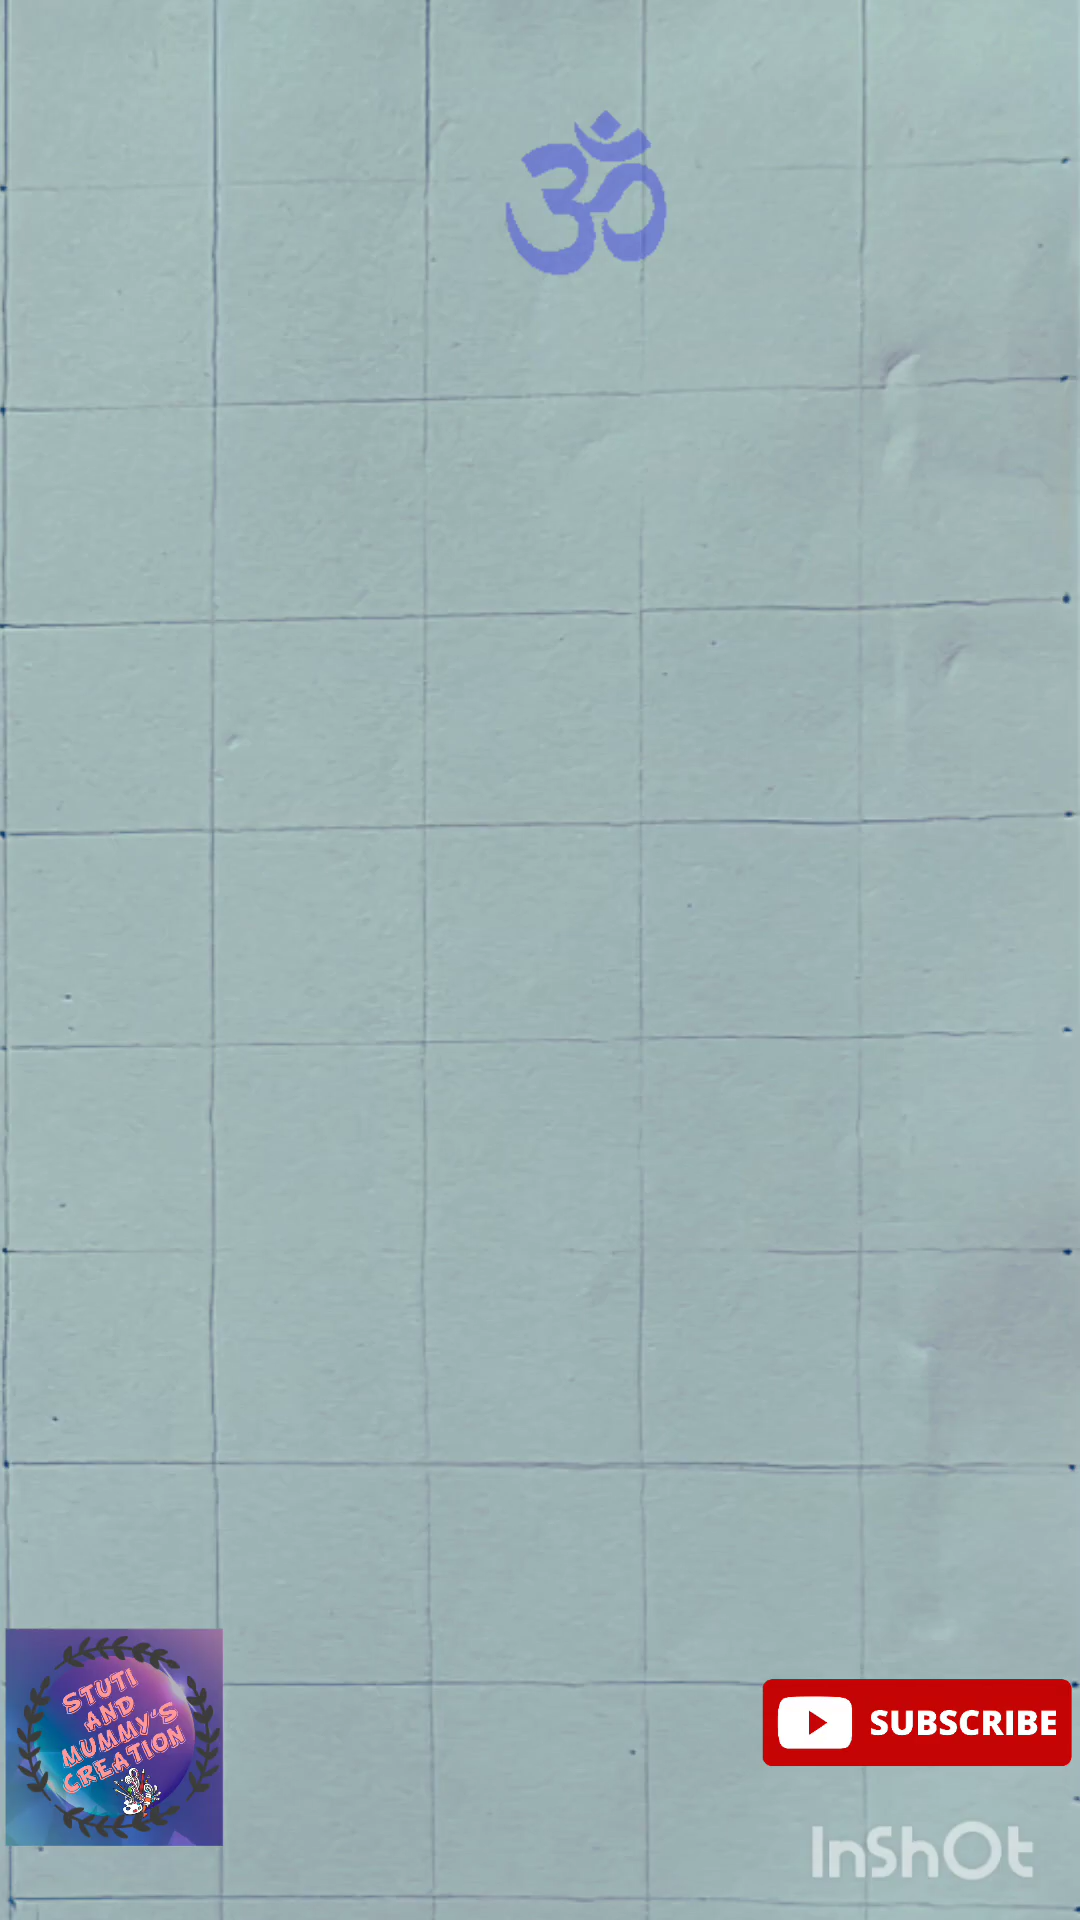 ॐ
STUTI
AND
MUMMY'S
CREATION
SUBSCRIBE
InShOt